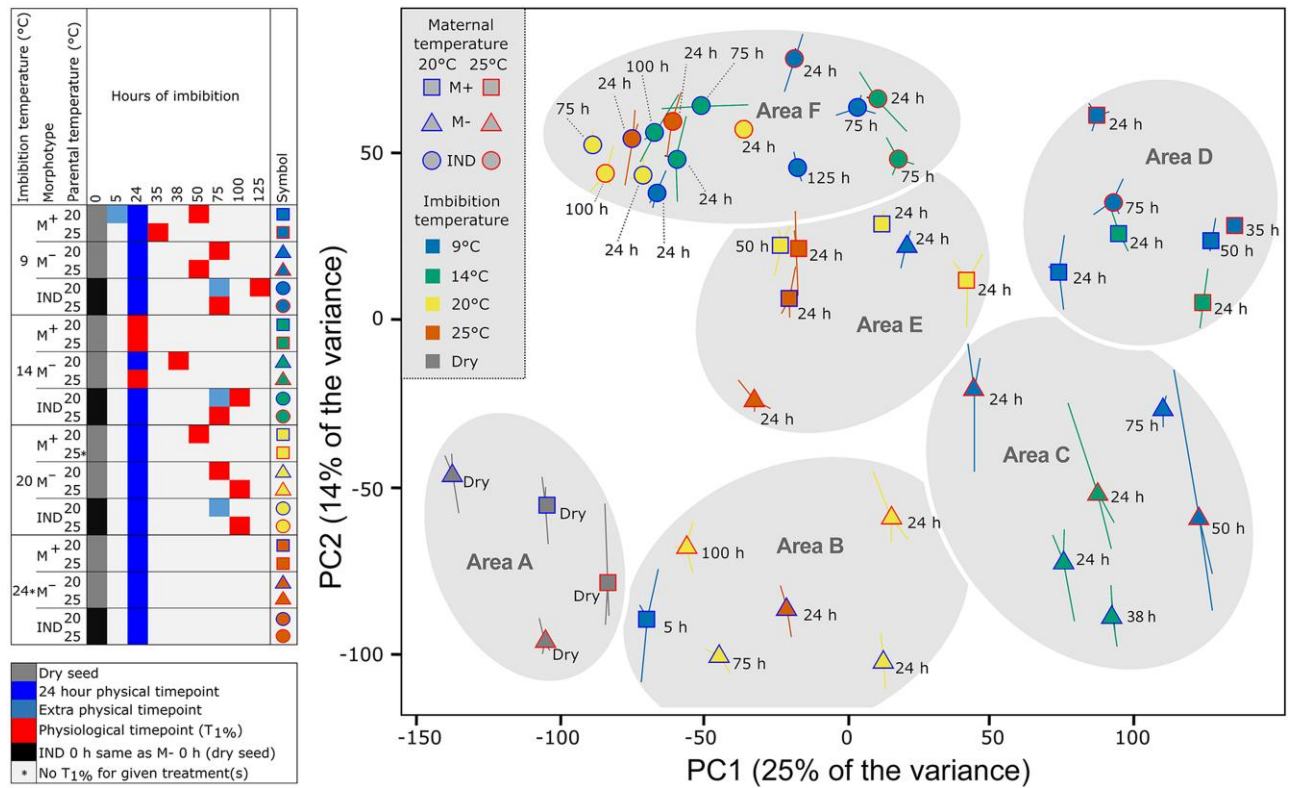 Imbibition temperature (°C)
Morphotype
Parental temperature (°C)
Hours of imbibition
Symbol
0 5 24 35 38 50 75 100 125
9 M+ 20
25
M− 20
25
IND 20
25
14 M+ 20
25
M− 20
25
IND 20
25
20 M+ 20
25*
M− 20
25
IND 20
25
24* M+ 20
25
M− 20
25
IND 20
25
Dry seed
24 hour physical timepoint
Extra physical timepoint
Physiological timepoint (T1%)
IND 0 h same as M- 0 h (dry seed)
* No T1% for given treatment(s)
Maternal
temperature
20°C 25°C
M+
M-
IND
Imbibition
temperature
9°C
14°C
20°C
25°C
Dry
PC2 (14% of the variance)
50
0
-50
-100
Area F
75 h
24 h
100 h
24 h
75 h
24 h
24 h
75 h
24 h
75 h
125 h
100 h
24 h
24 h
24 h
Area D
24 h
75 h
24 h
50 h
35 h
24 h
24 h
Area E
24 h
50 h
24 h
24 h
24 h
24 h
24 h
Area C
24 h
75 h
24 h
50 h
24 h
38 h
Area A
Dry
Dry
Dry
Dry
Area B
24 h
100 h
5 h
24 h
75 h
24 h
-150 -100 -50 0 50 100
PC1 (25% of the variance)